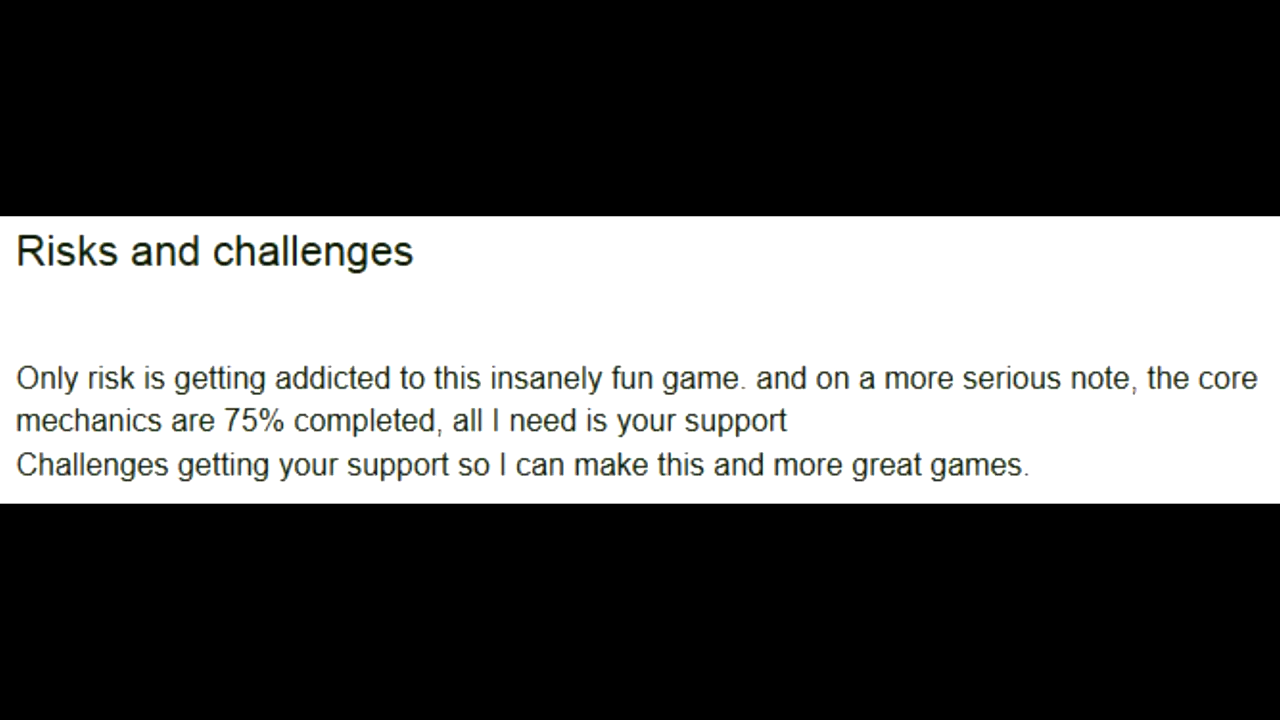 Risks and challenges
Only risk is getting addicted to this insanely fun game. and on a more serious note, the core
mechanics are 75% completed, all I need is your support
Challenges getting your support so I can make this and more great games.